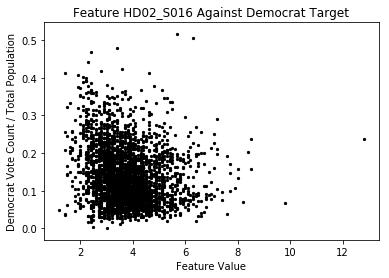 Feature HD02_S016 Against Democrat Target
Democrat Vote Count / Total Population
0.5
0.4
0.3
0.2
0.1
0.0
2 4 6 8 10 12
Feature Value